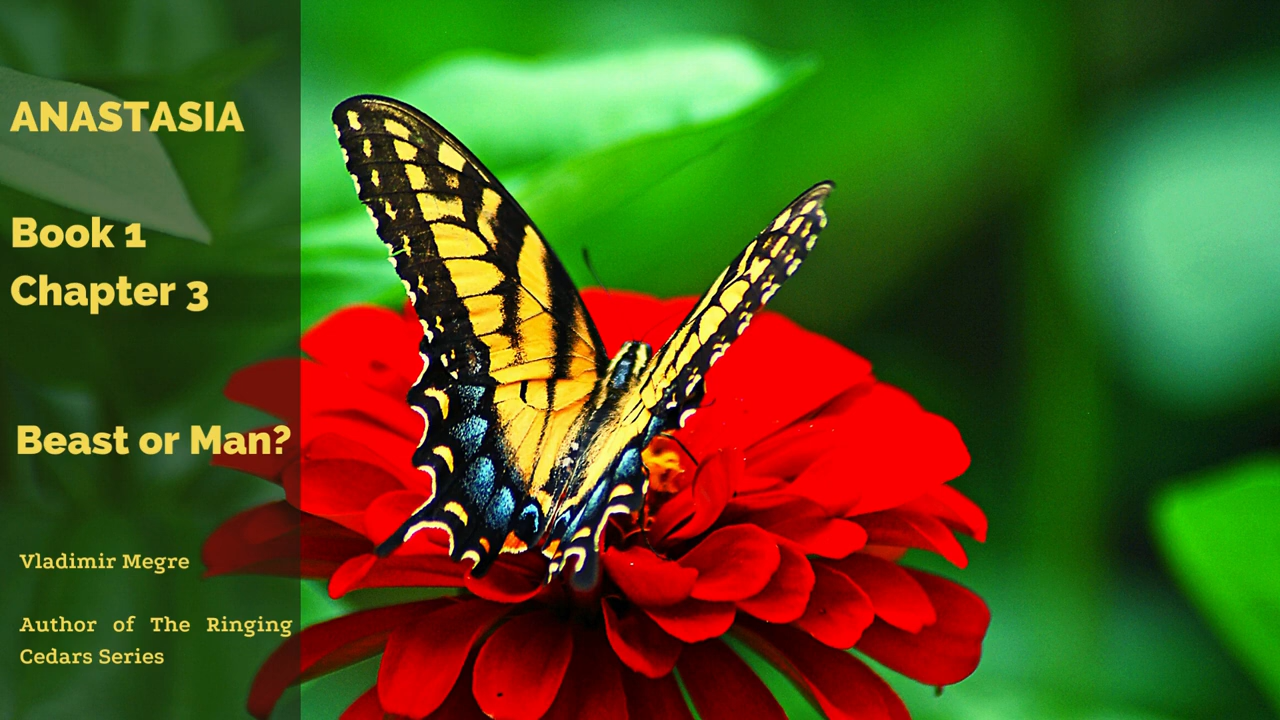 ANASTASIA
Book 1
Chapter 3
Beast or Man?
Vladimir Megre
Author of The Ringing
Cedars Series